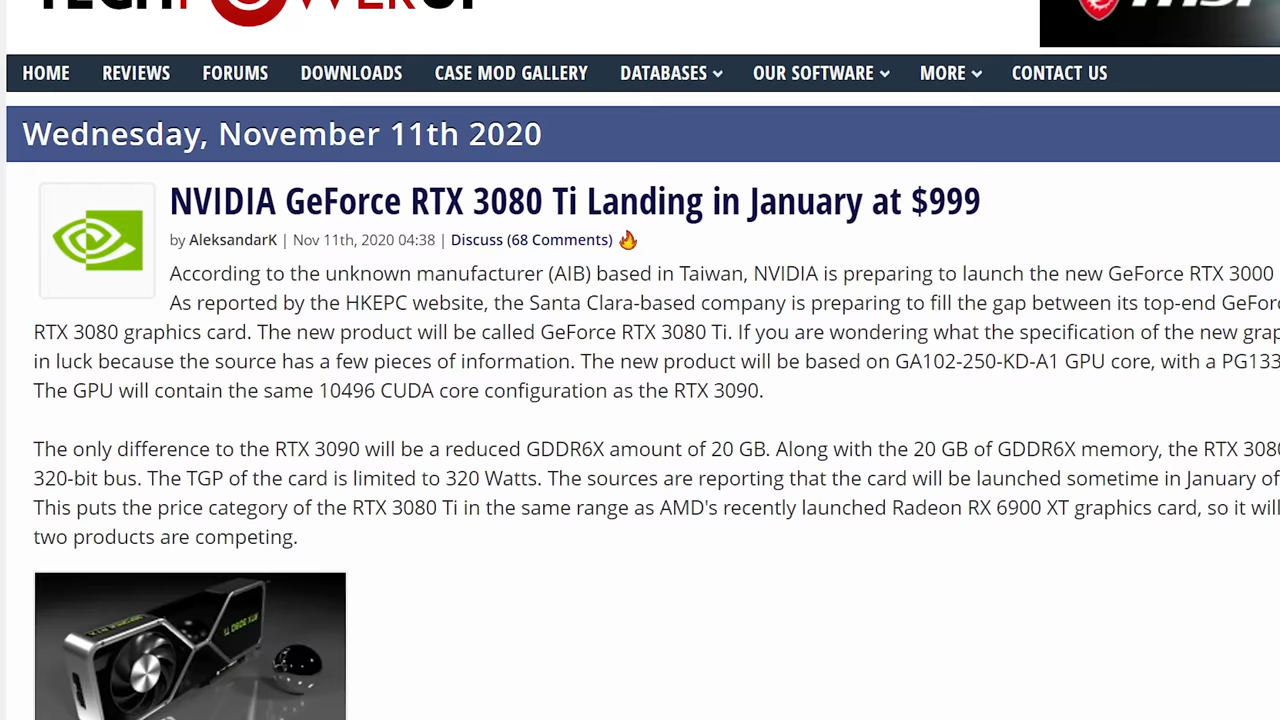 TECHPOWERUP
HOME REVIEWS FORUMS DOWNLOADS CASE MOD GALLERY DATABASES OUR SOFTWARE MORE CONTACT US
Wednesday, November 11th 2020
NVIDIA GeForce RTX 3080 Ti Landing in January at $999
by AleksandarK | Nov 11th, 2020 04:38 | Discuss (68 Comments)
According to the unknown manufacturer (AIB) based in Taiwan, NVIDIA is preparing to launch the new GeForce RTX 3000
As reported by the HKEPC website, the Santa Clara-based company is preparing to fill the gap between its top-end GeFor
RTX 3080 graphics card. The new product will be called GeForce RTX 3080 Ti. If you are wondering what the specification of the new grap
in luck because the source has a few pieces of information. The new product will be based on GA102-250-KD-A1 GPU core, with a PG133
The GPU will contain the same 10496 CUDA core configuration as the RTX 3090.
The only difference to the RTX 3090 will be a reduced GDDR6X amount of 20 GB. Along with the 20 GB of GDDR6X memory, the RTX 3080
320-bit bus. The TGP of the card is limited to 320 Watts. The sources are reporting that the card will be launched sometime in January of
This puts the price category of the RTX 3080 Ti in the same range as AMD's recently launched Radeon RX 6900 XT graphics card, so it will
two products are competing.
RTX 3080 Ti